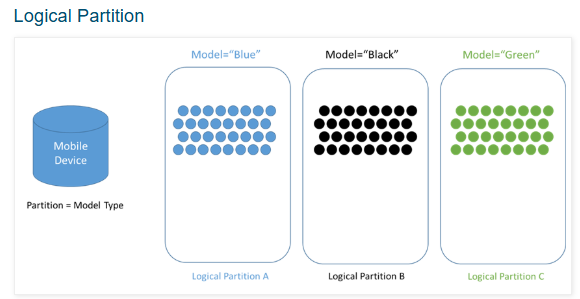 Logical Partition
Model=“Blue”
Model=“Black”
Model=“Green”
Mobile
Device
Partition = Model Type
Logical Partition A
Logical Partition B
Logical Partition C